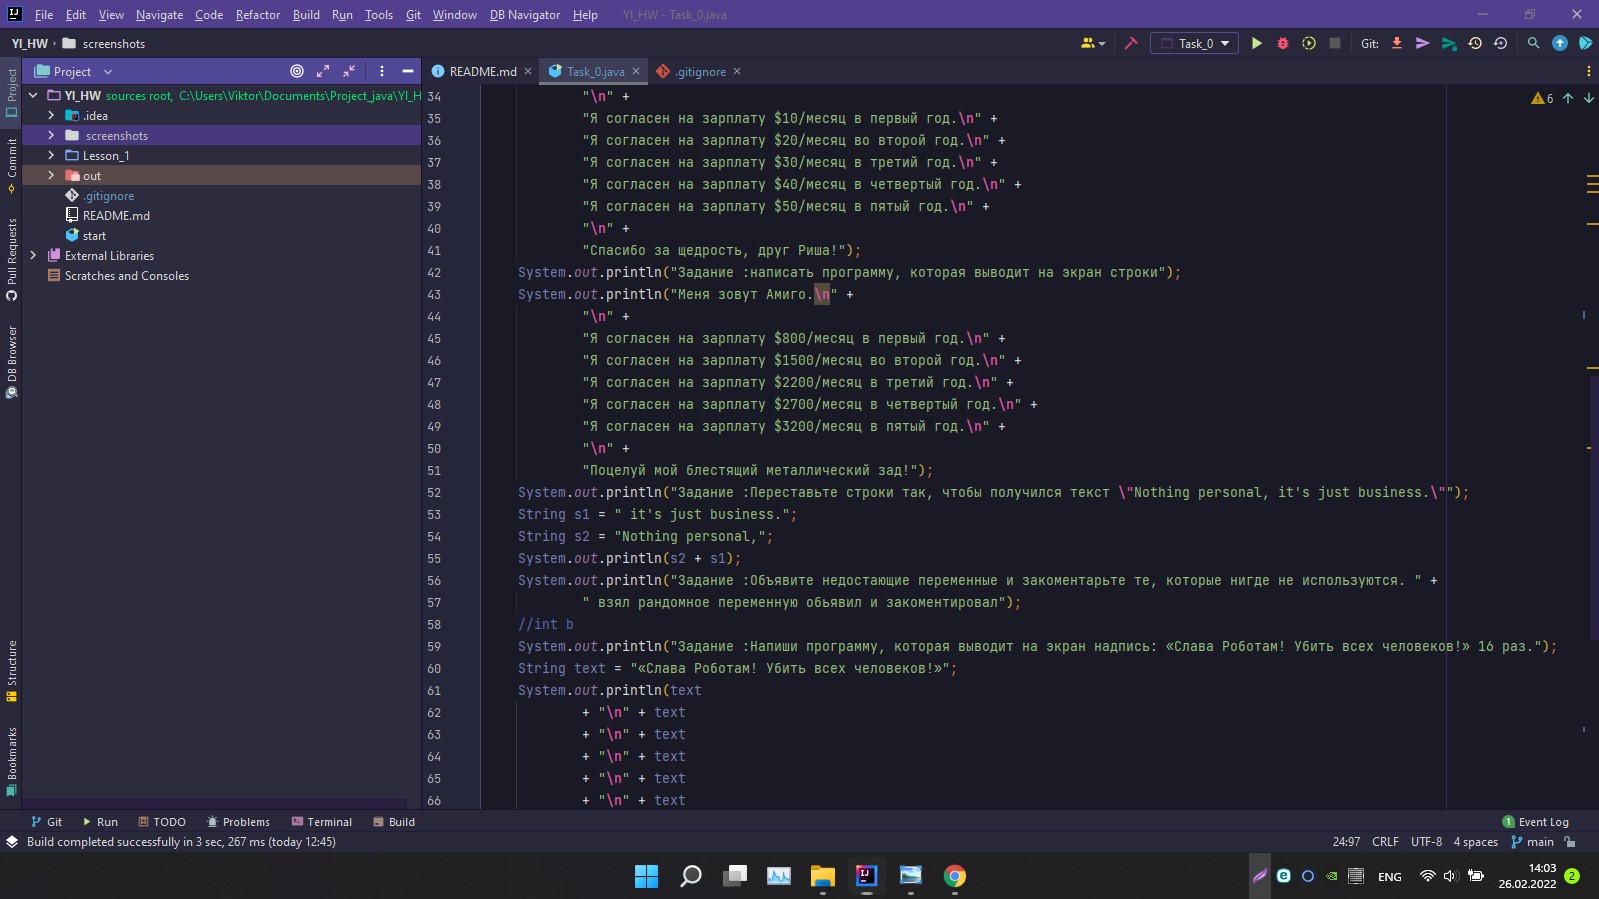 File Edit View Navigate Code Refactor Build Run Tools Git Window DB Navigator Help YI_HW - Task_0.java
YI_HW › screenshots Task_0 Git:
Project README.md × Task_0.java × .gitignore ×
YI_HW sources root, C:\Users\Viktor\Documents\Project_java\YI_H
.idea
screenshots
Lesson_1
out
.gitignore
README.md
start
External Libraries
Scratches and Consoles
Project
Commit
Pull Requests
DB Browser
Structure
Bookmarks
6
34 "\n" +
35 "Я согласен на зарплату $10/месяц в первый год.\n" +
36 "Я согласен на зарплату $20/месяц во второй год.\n" +
37 "Я согласен на зарплату $30/месяц в третий год.\n" +
38 "Я согласен на зарплату $40/месяц в четвертый год.\n" +
39 "Я согласен на зарплату $50/месяц в пятый год.\n" +
40 "\n" +
41 "Спасибо за щедрость, друг Риша!");
42 System.out.println("Задание :написать программу, которая выводит на экран строки");
43 System.out.println("Меня зовут Амиго.\n" +
44 "\n" +
45 "Я согласен на зарплату $800/месяц в первый год.\n" +
46 "Я согласен на зарплату $1500/месяц во второй год.\n" +
47 "Я согласен на зарплату $2200/месяц в третий год.\n" +
48 "Я согласен на зарплату $2700/месяц в четвертый год.\n" +
49 "Я согласен на зарплату $3200/месяц в пятый год.\n" +
50 "\n" +
51 "Поцелуй мой блестящий металлический зад!");
52 System.out.println("Задание :Переставьте строки так, чтобы получился текст \"Nothing personal, it's just business.\"");
53 String s1 = " it's just business.";
54 String s2 = "Nothing personal,";
55 System.out.println(s2 + s1);
56 System.out.println("Задание :Объявите недостающие переменные и закоментарьте те, которые нигде не используются. " +
57 " взял рандомное переменную обьявил и закоментировал");
58 //int b
59 System.out.println("Задание :Напиши программу, которая выводит на экран надпись: «Слава Роботам! Убить всех человеков!» 16 раз.");
60 String text = "«Слава Роботам! Убить всех человеков!»";
61 System.out.println(text
62 + "\n" + text
63 + "\n" + text
64 + "\n" + text
65 + "\n" + text
66 + "\n" + text
Git Run TODO Problems Terminal Build 1 Event Log
Build completed successfully in 3 sec, 267 ms (today 12:45) 24:97 CRLF UTF-8 4 spaces main
ENG 14:03
26.02.2022 2